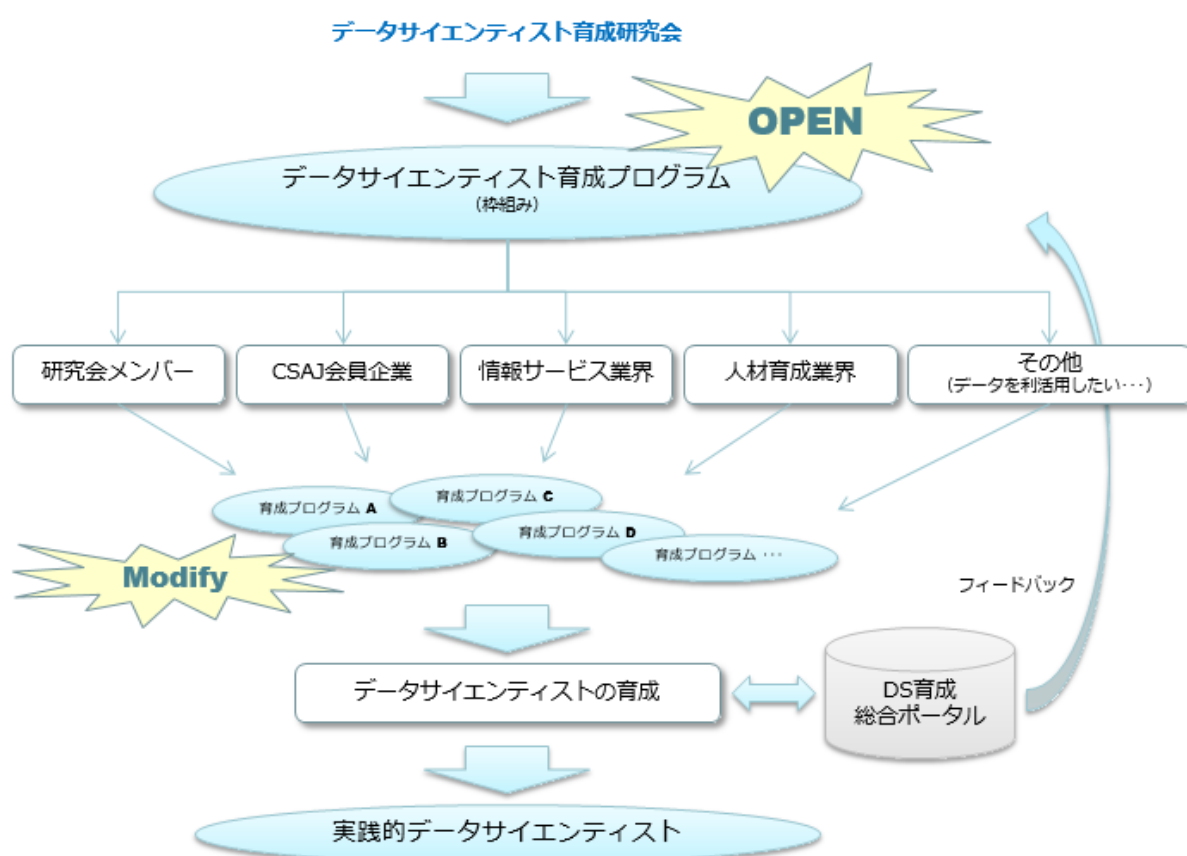 データサイエンティスト育成研究会
OPEN
データサイエンティスト育成プログラム
(枠組み)
研究会メンバー
CSAJ会員企業
情報サービス業界
人材育成業界
その他
(データを利活用したい･･･)
育成プログラム A
育成プログラム C
育成プログラム B
育成プログラム D
育成プログラム ･･･
Modify
フィードバック
データサイエンティストの育成
DS育成
総合ポータル
実践的データサイエンティスト